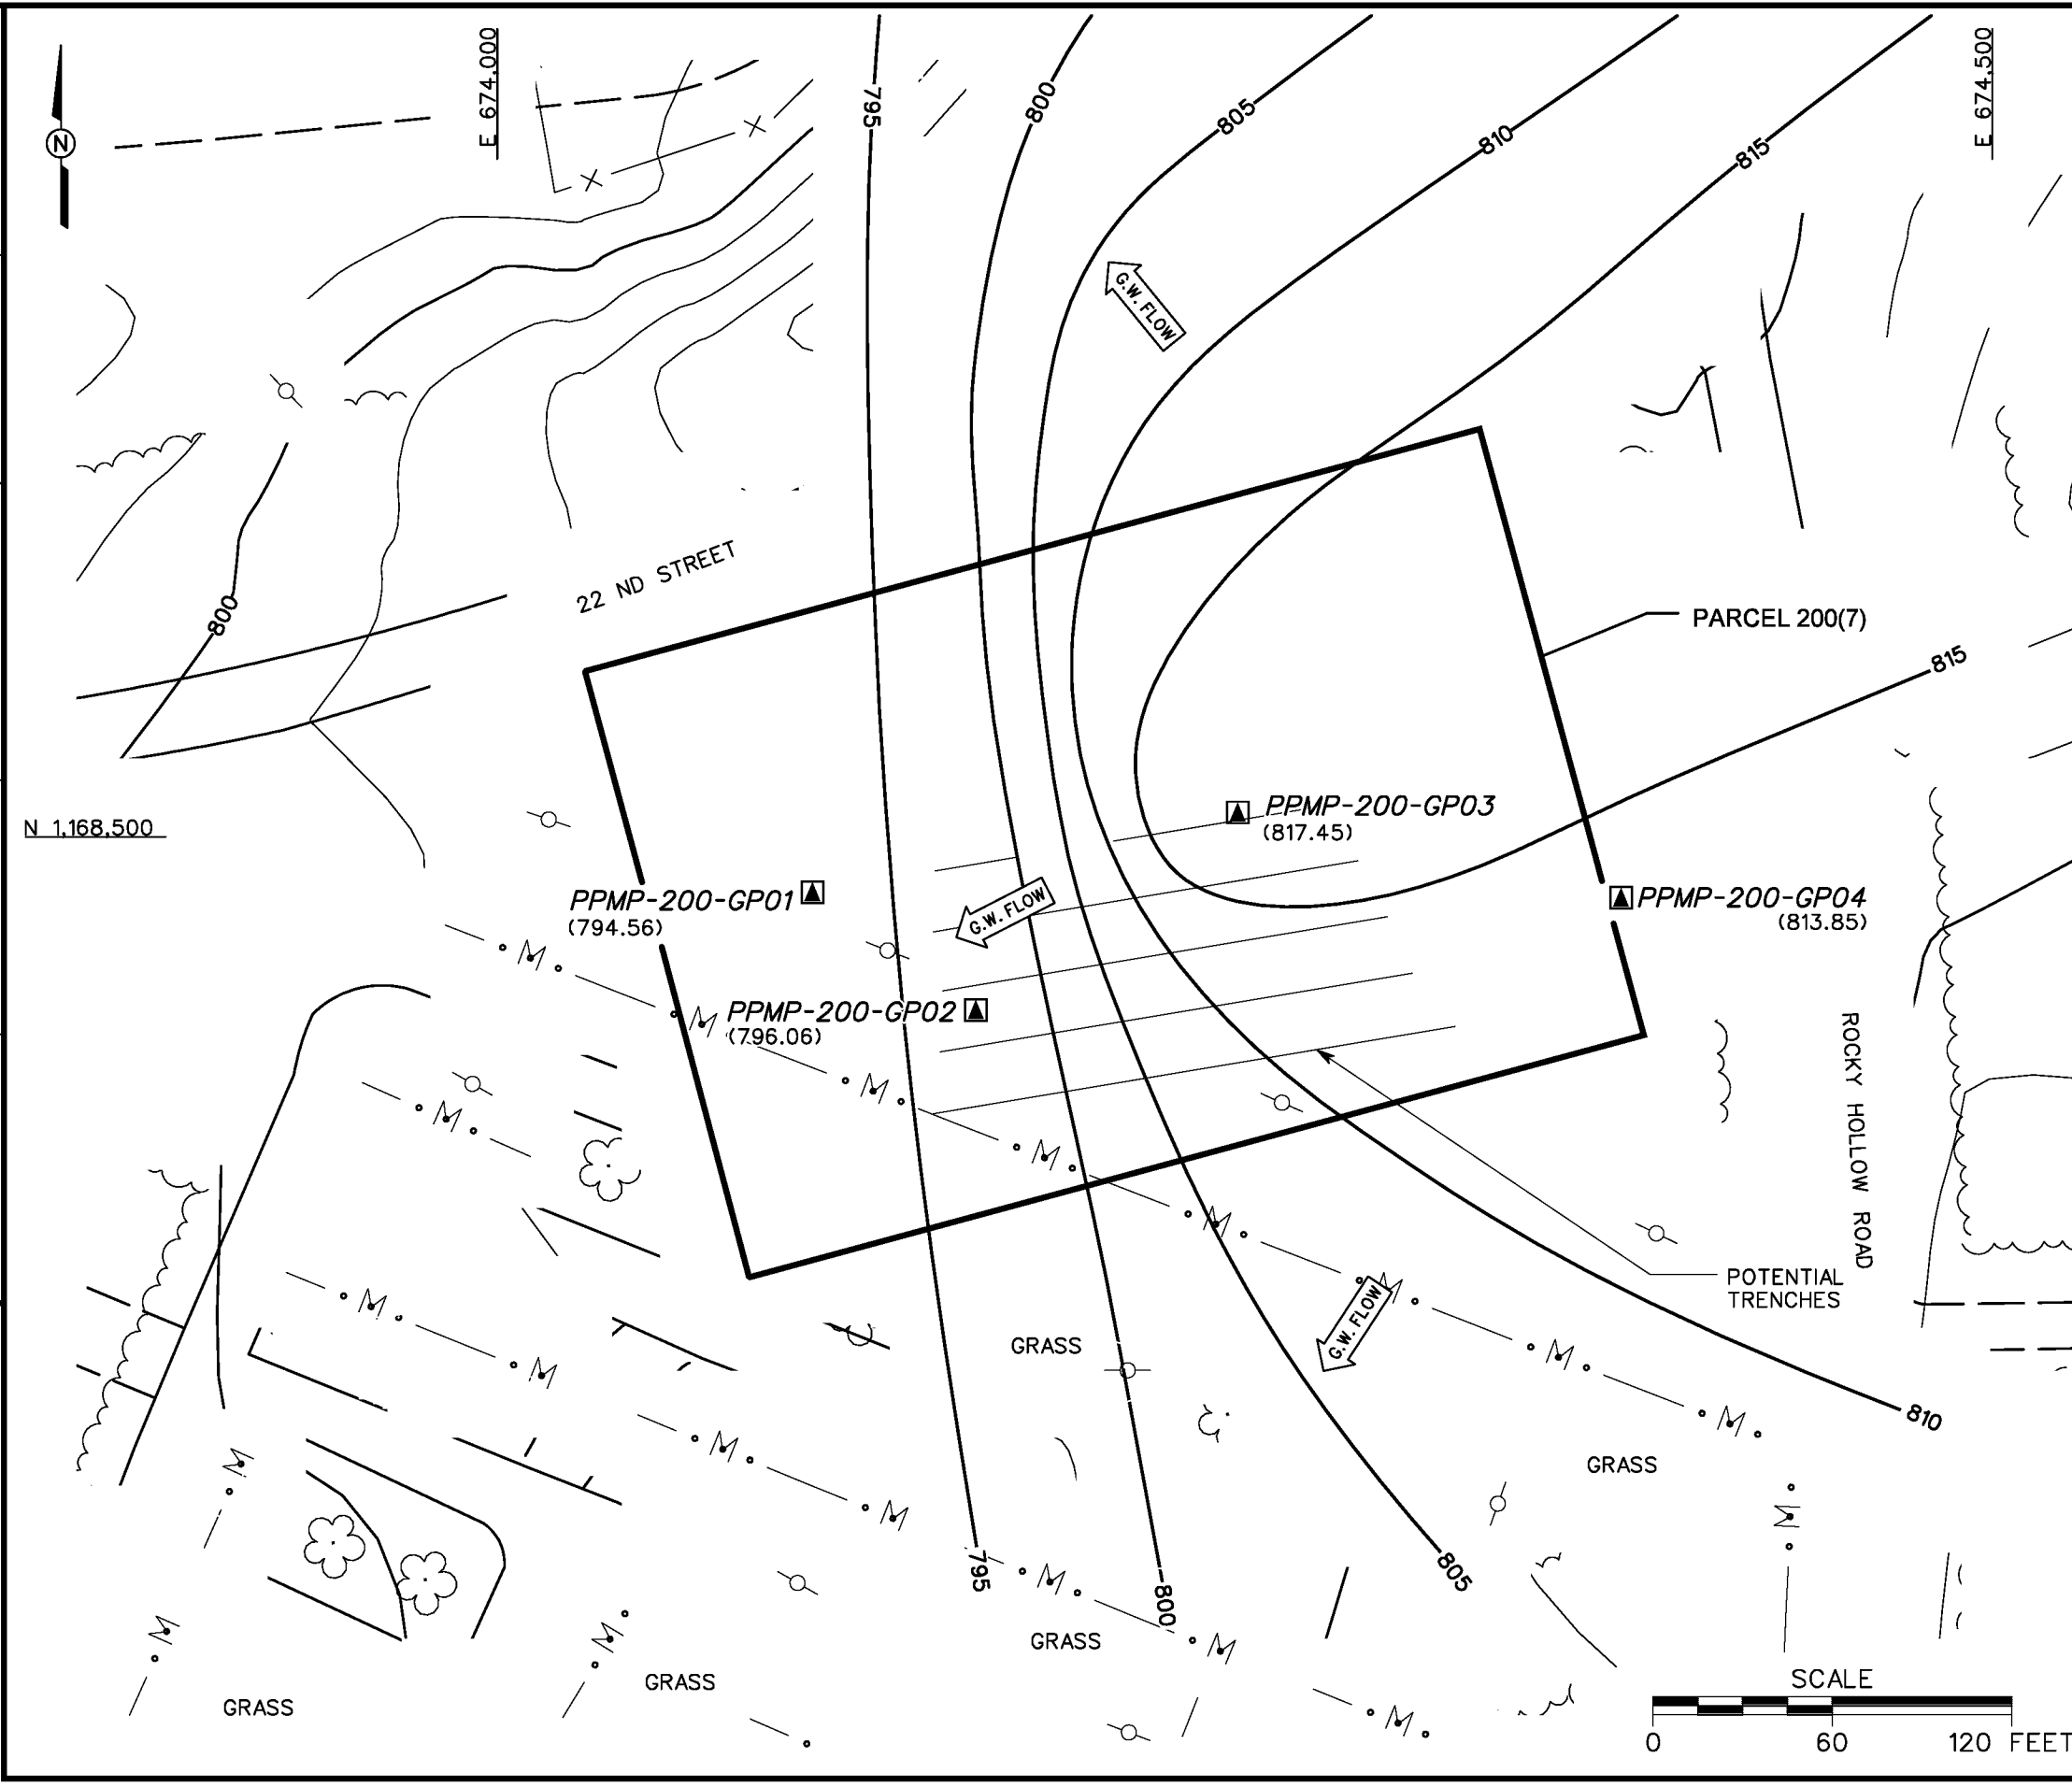 E 674,000
E 674,500
N
795
800
805
810
815
G.W. FLOW
22 ND STREET
800
PARCEL 200(7)
815
N 1,168,500
PPMP-200-GP03
(817.45)
PPMP-200-GP01
(794.56)
G.W. FLOW
PPMP-200-GP04
(813.85)
M
PPMP-200-GP02
(796.06)
M
M
M
ROCKY HOLLOW ROAD
M
M
POTENTIAL
TRENCHES
M
M
G.W. FLOW
GRASS
M
M
810
M
M
GRASS
M
M
M
795
M
800
805
M
M
GRASS
M
GRASS
GRASS
M
SCALE
0 60 120 FEET